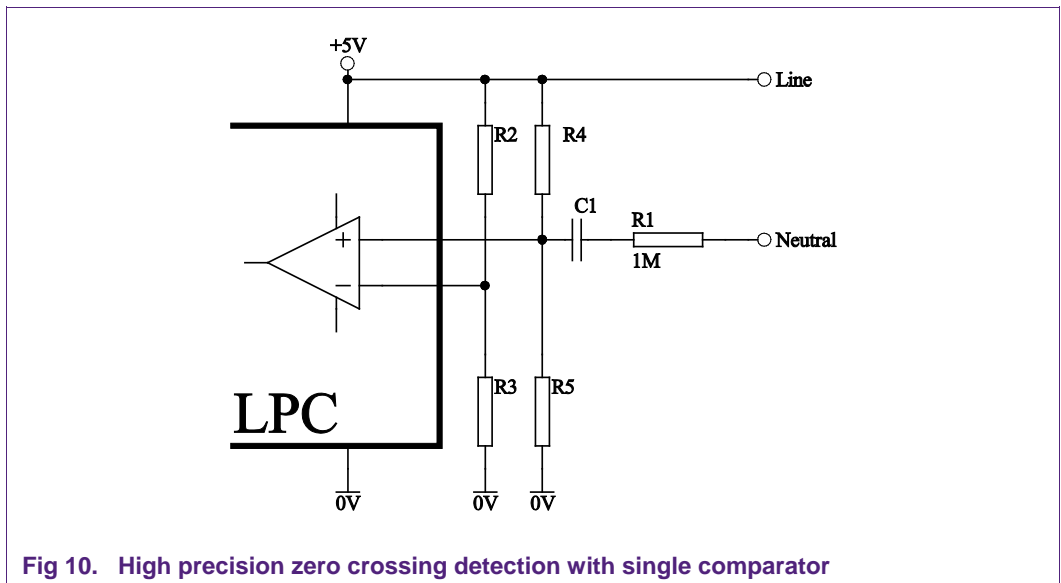 +5V
Line
R2
R4
C1
R1
+
Neutral
1M
−
R3
R5
LPC
0V
0V
0V
Fig 10. High precision zero crossing detection with single comparator